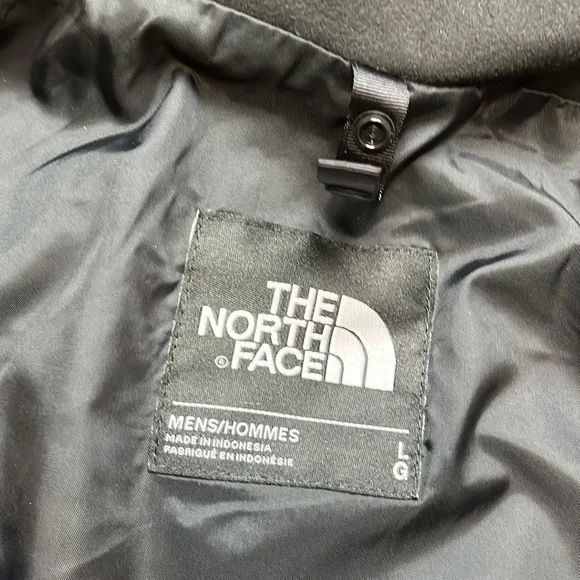 THE
NORTH
FACE
®
MENS/HOMMES
MADE IN INDONESIA
FABRIQUÉ EN INDONÉSIE
L
G